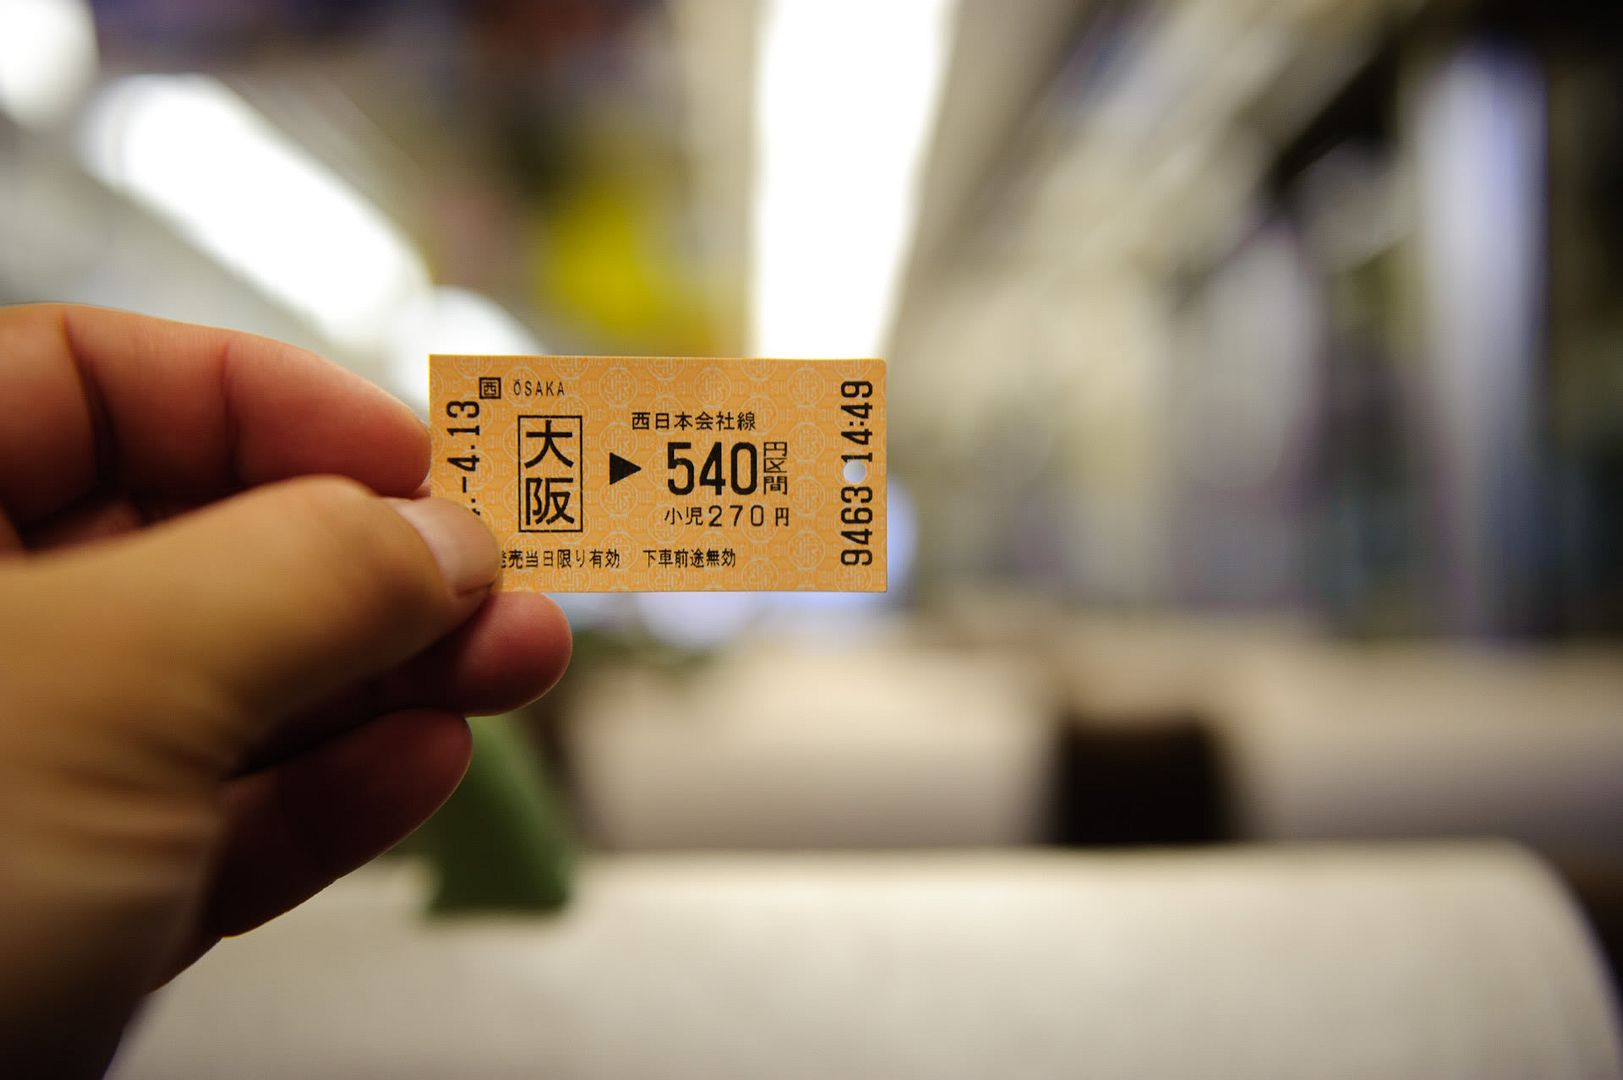 西 ŌSAKA
-4.13
大阪
西日本会社線
▶ 540円区間
小児270円
売当日限り有効 下車前途無効
9463 14:49